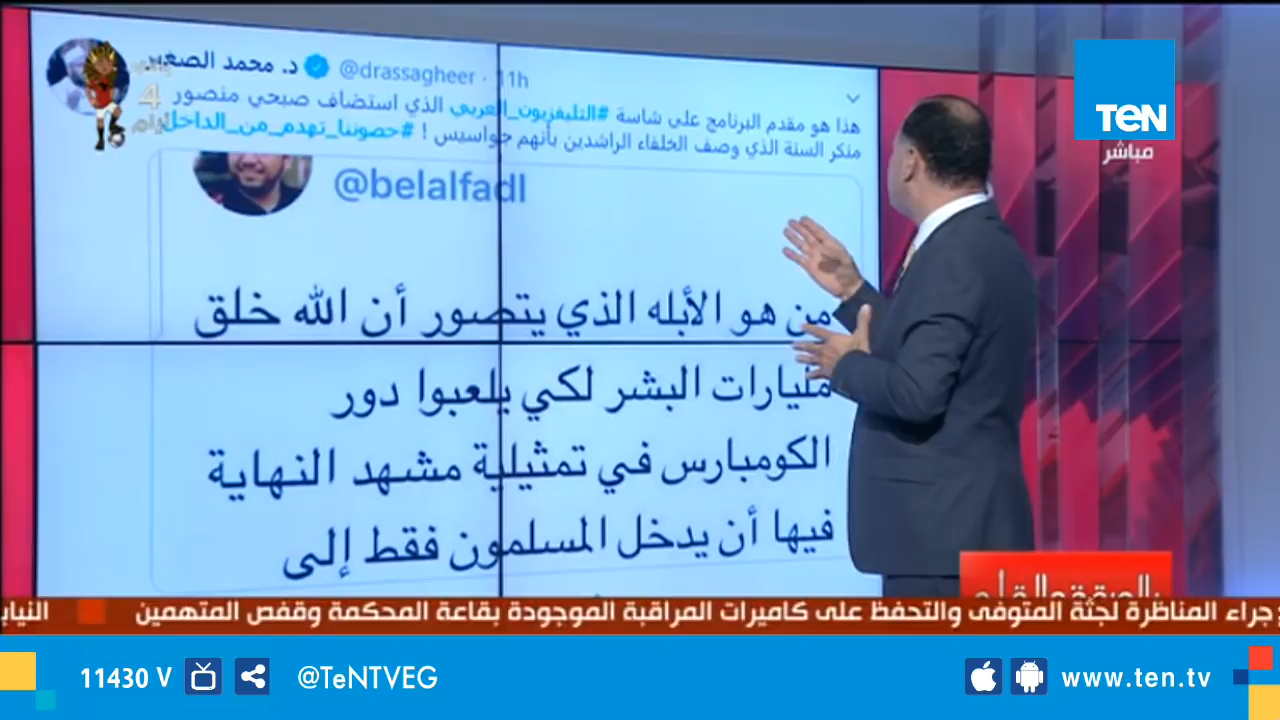 د. محمد الصغير @drassagheer · 11h
هذا هو مقدم البرنامج على شاشة #التليفزيون_العربي الذي استضاف صبحي منصور
منكر السنة الذي وصف الخلفاء الراشدين بأنهم جواسيس ! #حصوننا_تهدم_من_الداخل
4
@belalfadl
من هو الأبله الذي يتصور أن الله خلق
مليارات البشر لكي يلعبوا دور
الكومبارس في تمثيلية مشهد النهاية
فيها أن يدخل المسلمون فقط إلى
TEN
مباشر
إجراء المناظرة لجثة المتوفى والتحفظ على كاميرات المراقبة الموجودة بقاعة المحكمة وقفص المتهمين
11430 V
@TeNTVEG
www.ten.tv